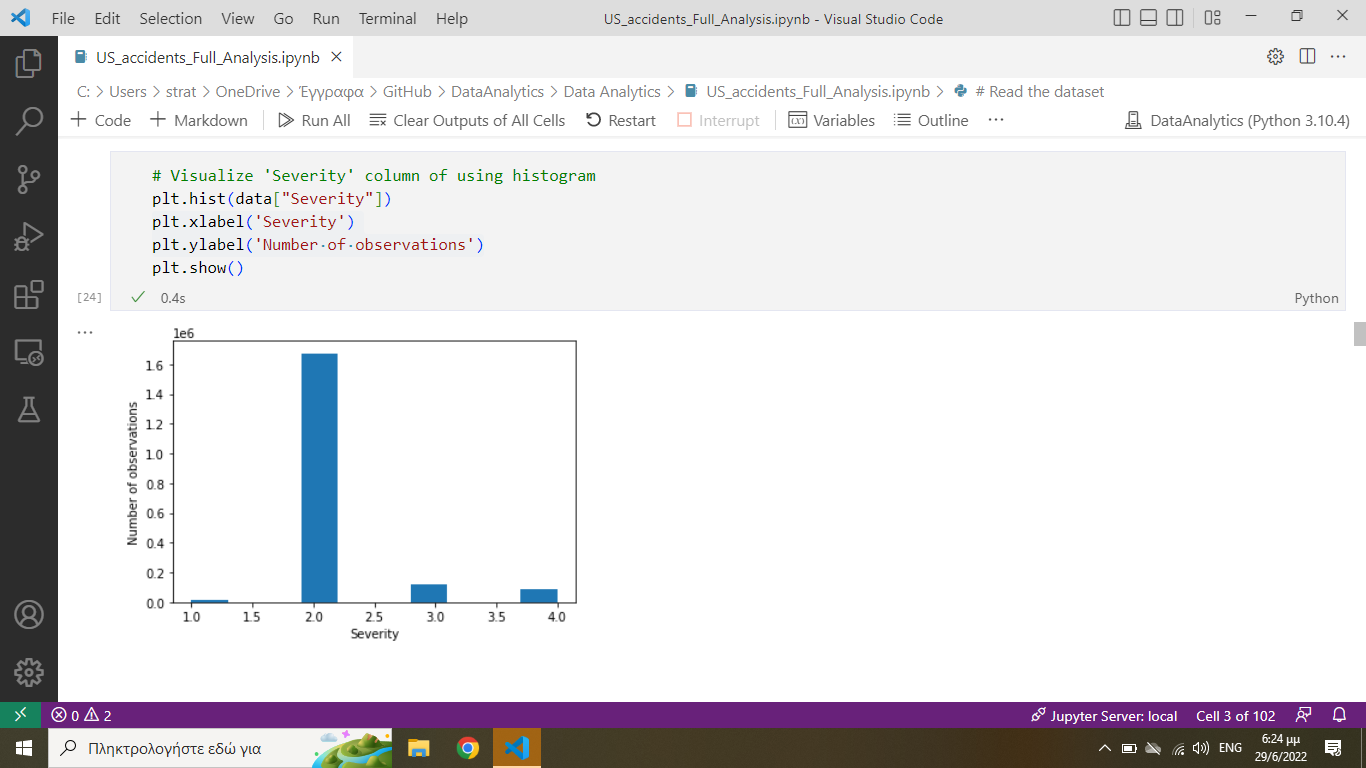 File Edit Selection View Go Run Terminal Help US_accidents_Full_Analysis.ipynb - Visual Studio Code
US_accidents_Full_Analysis.ipynb
C: > Users > strat > OneDrive > Έγγραφα > GitHub > DataAnalytics > Data Analytics > US_accidents_Full_Analysis.ipynb > # Read the dataset
+ Code + Markdown Run All Clear Outputs of All Cells Restart Interrupt Variables Outline ... DataAnalytics (Python 3.10.4)
# Visualize 'Severity' column of using histogram
plt.hist(data["Severity"])
plt.xlabel('Severity')
plt.ylabel('Number·of·observations')
plt.show()
[24] 0.4s Python
...
1e6
1.6
1.4
1.2
1.0
0.8
0.6
0.4
0.2
0.0
Number of observations
1.0 1.5 2.0 2.5 3.0 3.5 4.0
Severity
0 2 Jupyter Server: local Cell 3 of 102
Πληκτρολογήστε εδώ για ENG 6:24 μμ
29/6/2022